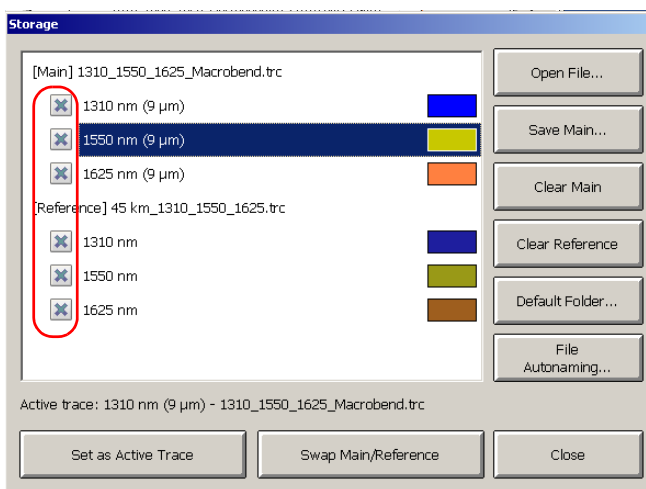 Storage
[Main] 1310_1550_1625_Macrobend.trc
1310 nm (9 µm)
1550 nm (9 µm)
1625 nm (9 µm)
[Reference] 45 km_1310_1550_1625.trc
1310 nm
1550 nm
1625 nm
Open File...
Save Main...
Clear Main
Clear Reference
Default Folder...
File
Autonaming...
Active trace: 1310 nm (9 µm) - 1310_1550_1625_Macrobend.trc
Set as Active Trace
Swap Main/Reference
Close